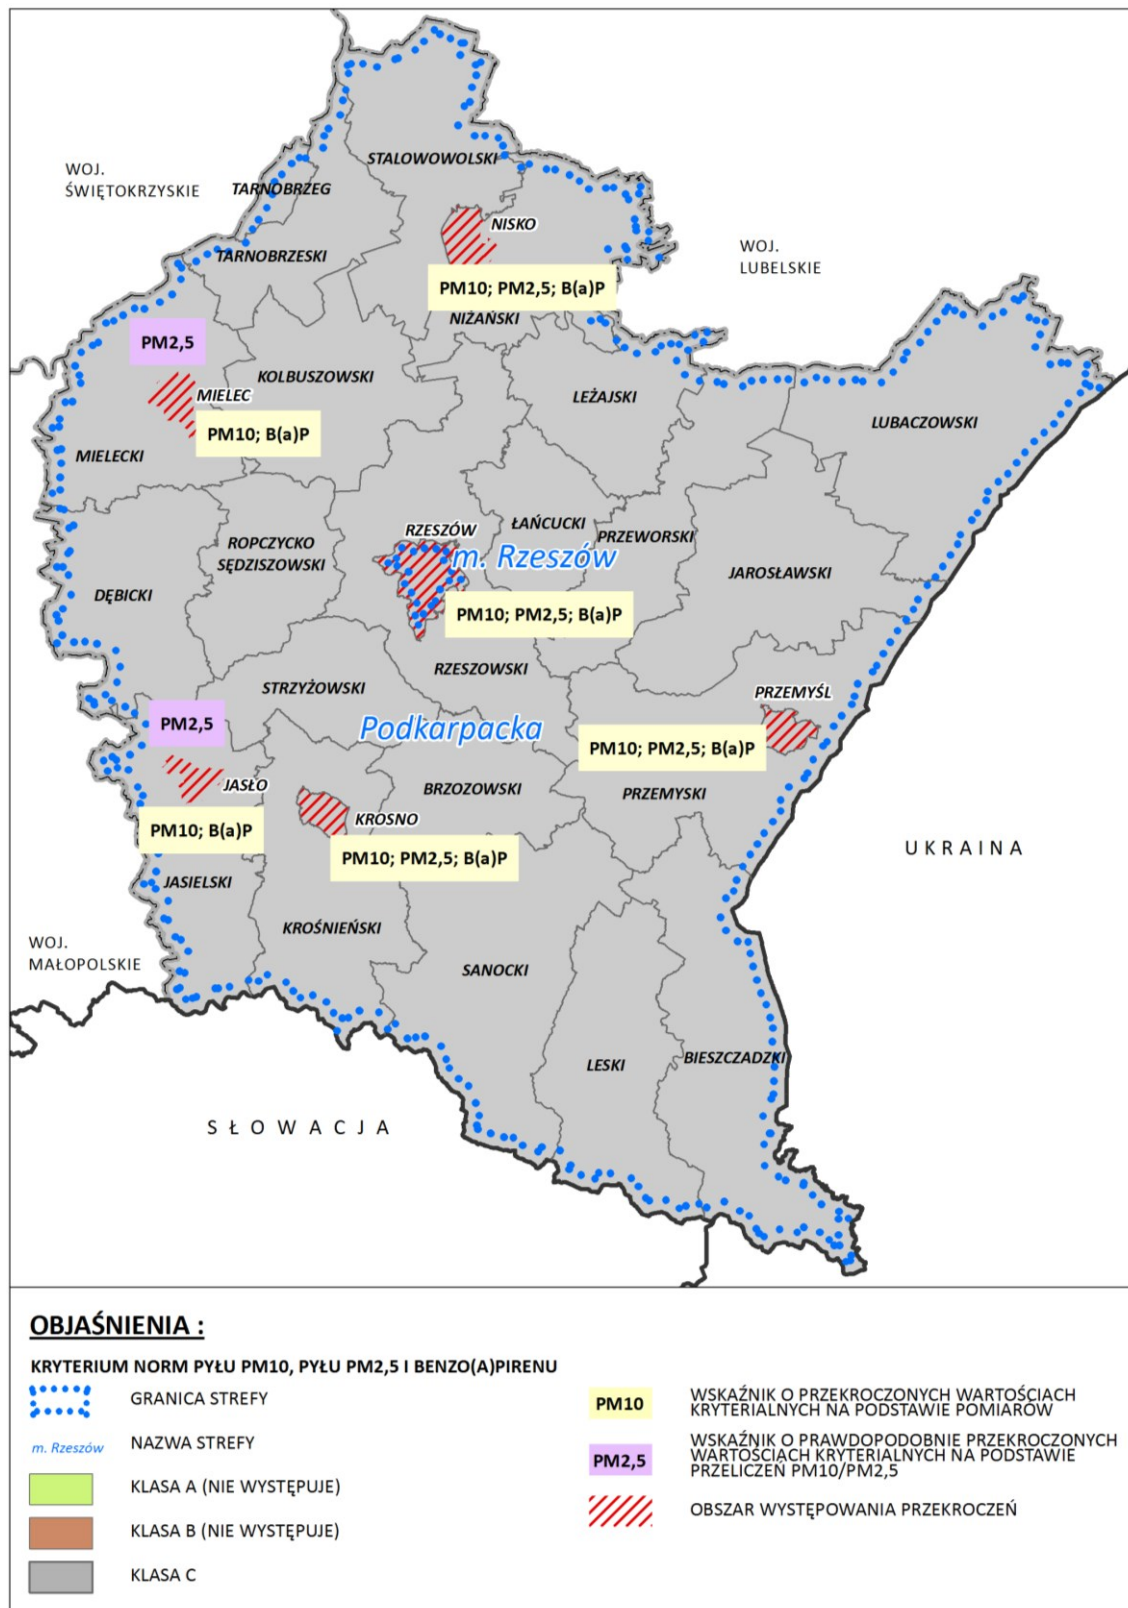 WOJ.
ŚWIĘTOKRZYSKIE
STALOWOWOLSKI
TARNOBRZEG
NISKO
TARNOBRZESKI
WOJ.
LUBELSKIE
PM10; PM2,5; B(a)P
NIŻAŃSKI
PM2,5
KOLBUSZOWSKI
MIELEC
LEŻAJSKI
LUBACZOWSKI
PM10; B(a)P
MIELECKI
RZESZÓW
ŁAŃCUCKI
PRZEWORSKI
ROPCZYCKO
SĘDZISZOWSKI
m. Rzeszów
JAROSŁAWSKI
DĘBICKI
PM10; PM2,5; B(a)P
RZESZOWSKI
STRZYŻOWSKI
PRZEMYŚL
PM2,5
Podkarpacka
PM10; PM2,5; B(a)P
JASŁO
BRZOZOWSKI
PRZEMYSKI
KROSNO
PM10; B(a)P
PM10; PM2,5; B(a)P
UKRAINA
JASIELSKI
KROŚNIEŃSKI
WOJ.
MAŁOPOLSKIE
SANOCKI
LESKI
BIESZCZADZKI
SŁOWACJA
OBJAŚNIENIA :
KRYTERIUM NORM PYŁU PM10, PYŁU PM2,5 I BENZO(A)PIRENU
GRANICA STREFY
m. Rzeszów
NAZWA STREFY
KLASA A (NIE WYSTĘPUJE)
KLASA B (NIE WYSTĘPUJE)
KLASA C
PM10
WSKAŹNIK O PRZEKROCZONYCH WARTOŚCIACH
KRYTERIALNYCH NA PODSTAWIE POMIARÓW
PM2,5
WSKAŹNIK O PRAWDOPODOBNIE PRZEKROCZONYCH
WARTOŚCIACH KRYTERIALNYCH NA PODSTAWIE
PRZELICZEŃ PM10/PM2,5
OBSZAR WYSTĘPOWANIA PRZEKROCZEŃ